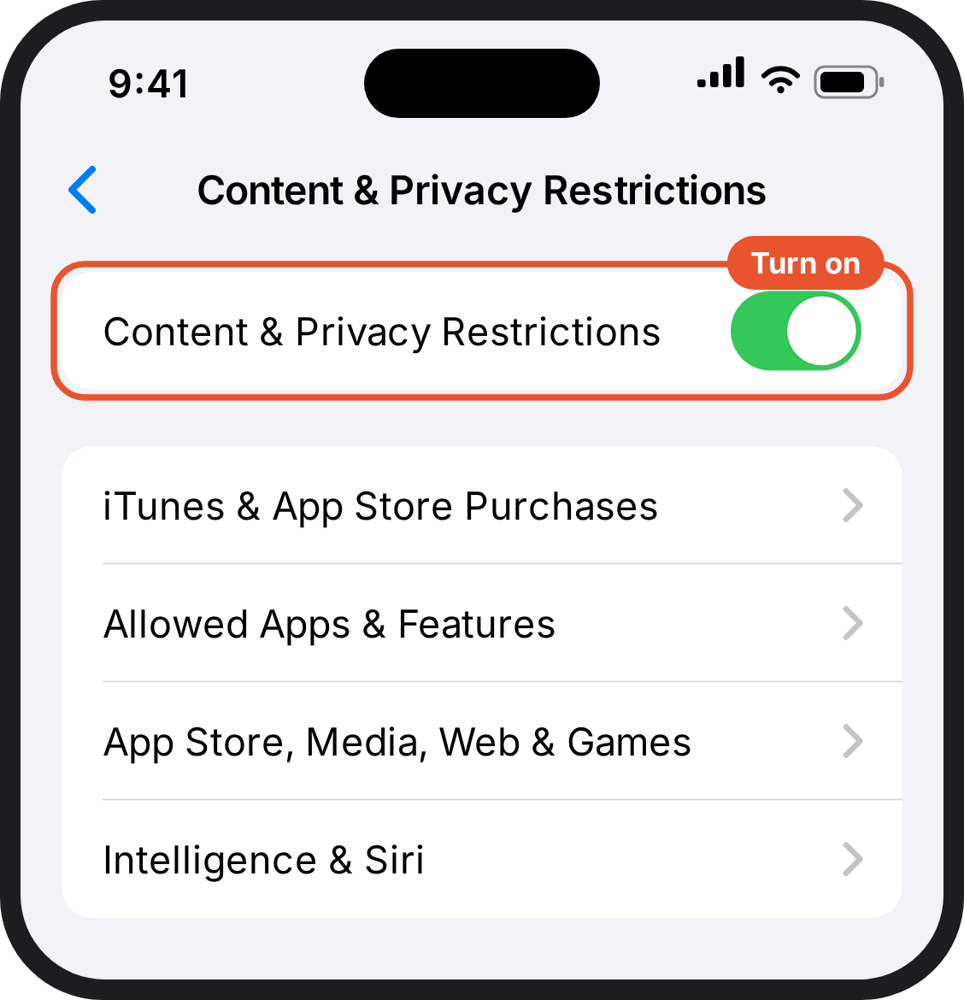 9:41
Content & Privacy Restrictions
Turn on
Content & Privacy Restrictions
iTunes & App Store Purchases
Allowed Apps & Features
App Store, Media, Web & Games
Intelligence & Siri